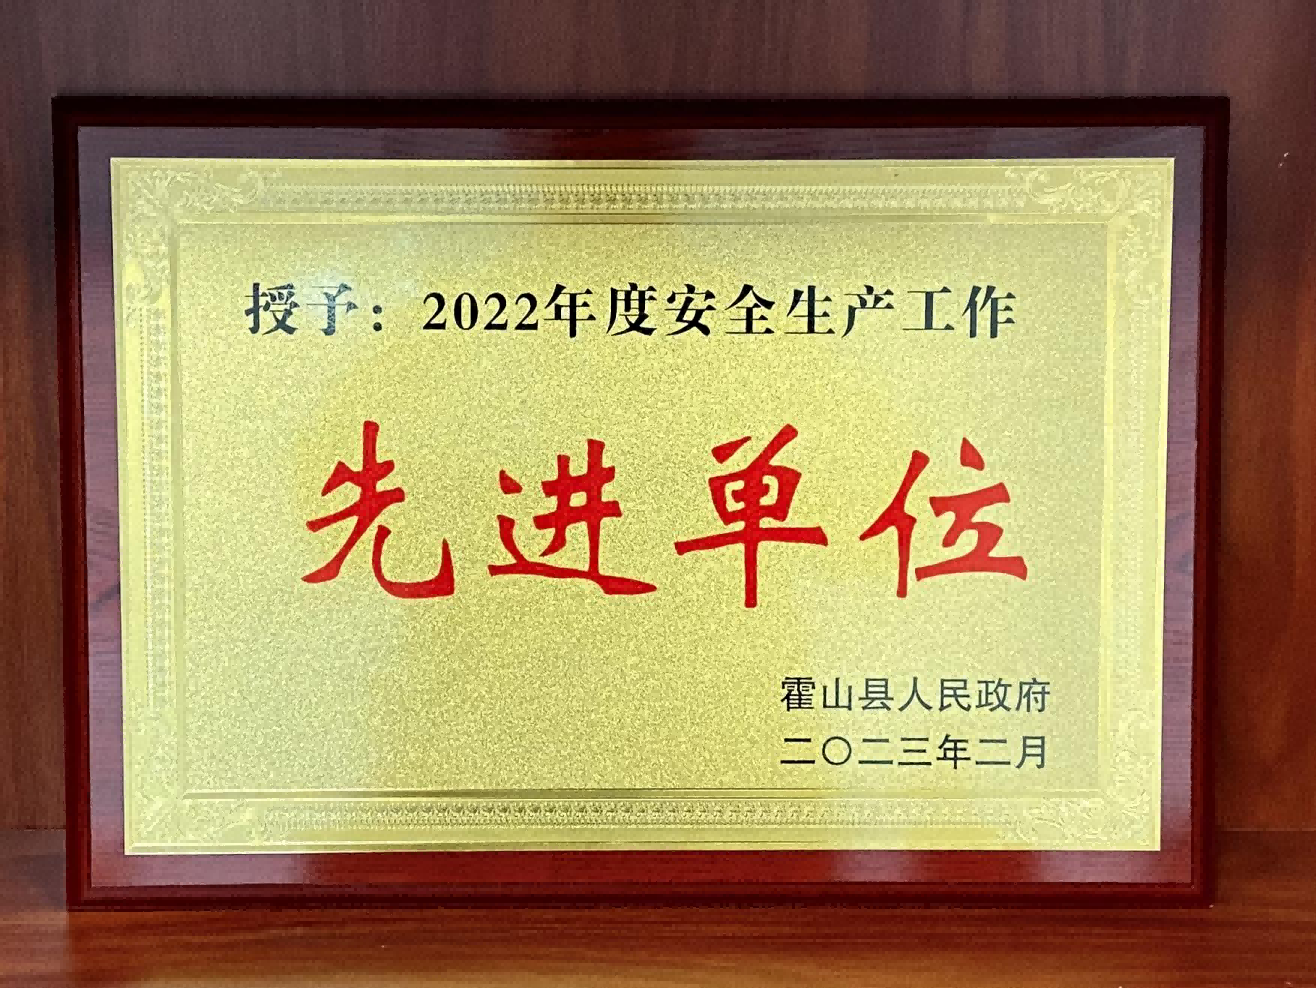 授予：2022年度安全生产工作
先进单位
霍山县人民政府
二〇二三年二月